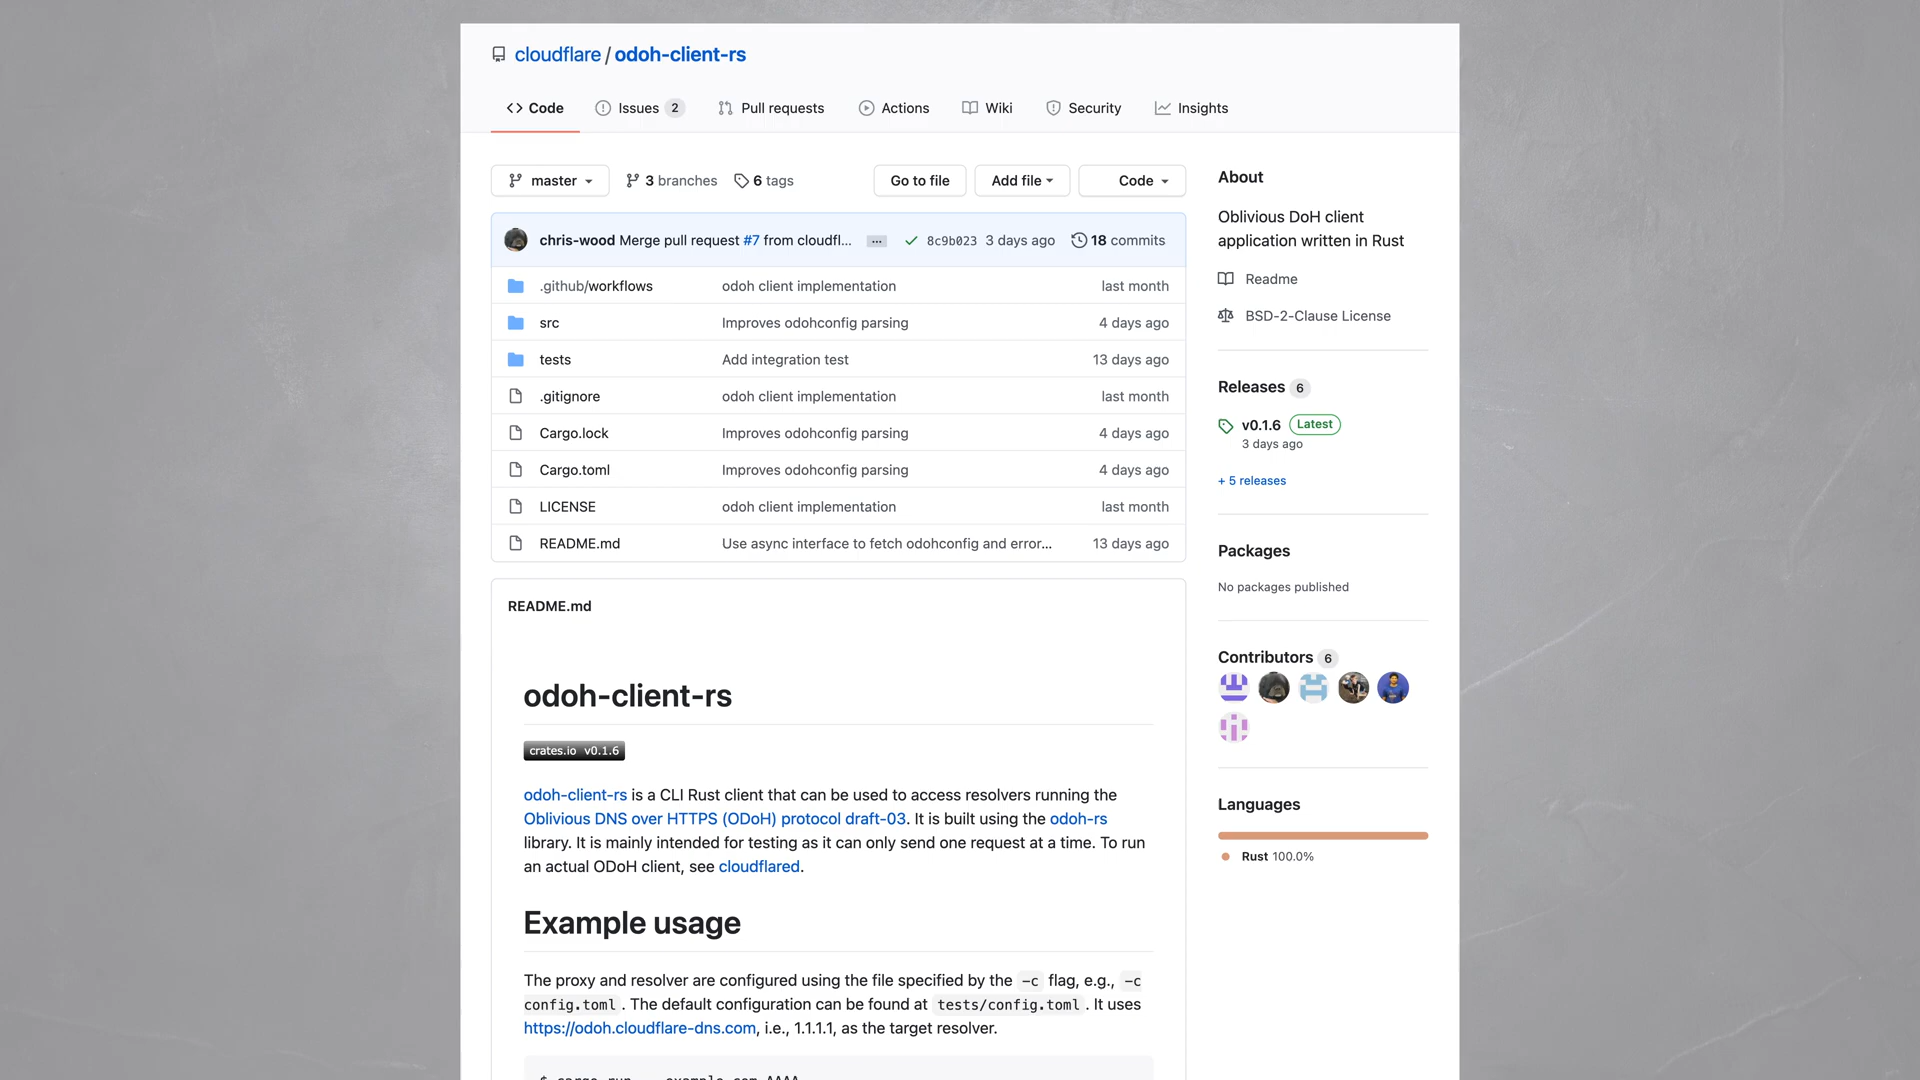 cloudflare / odoh-client-rs
Code Issues 2 Pull requests Actions Wiki Security Insights
master 3 branches 6 tags Go to file Add file Code
chris-wood Merge pull request #7 from cloudfl... ... 8c9b023 3 days ago 18 commits
.github/workflows odoh client implementation last month
src Improves odohconfig parsing 4 days ago
tests Add integration test 13 days ago
.gitignore odoh client implementation last month
Cargo.lock Improves odohconfig parsing 4 days ago
Cargo.toml Improves odohconfig parsing 4 days ago
LICENSE odoh client implementation last month
README.md Use async interface to fetch odohconfig and error... 13 days ago
README.md
odoh-client-rs
crates.io v0.1.6
odoh-client-rs is a CLI Rust client that can be used to access resolvers running the
Oblivious DNS over HTTPS (ODoH) protocol draft-03. It is built using the odoh-rs
library. It is mainly intended for testing as it can only send one request at a time. To run
an actual ODoH client, see cloudflared.
Example usage
The proxy and resolver are configured using the file specified by the -c flag, e.g., -c
config.toml. The default configuration can be found at tests/config.toml. It uses
https://odoh.cloudflare-dns.com, i.e., 1.1.1.1, as the target resolver.
About
Oblivious DoH client
application written in Rust
Readme
BSD-2-Clause License
Releases 6
v0.1.6 Latest
3 days ago
+ 5 releases
Packages
No packages published
Contributors 6
Languages
Rust 100.0%